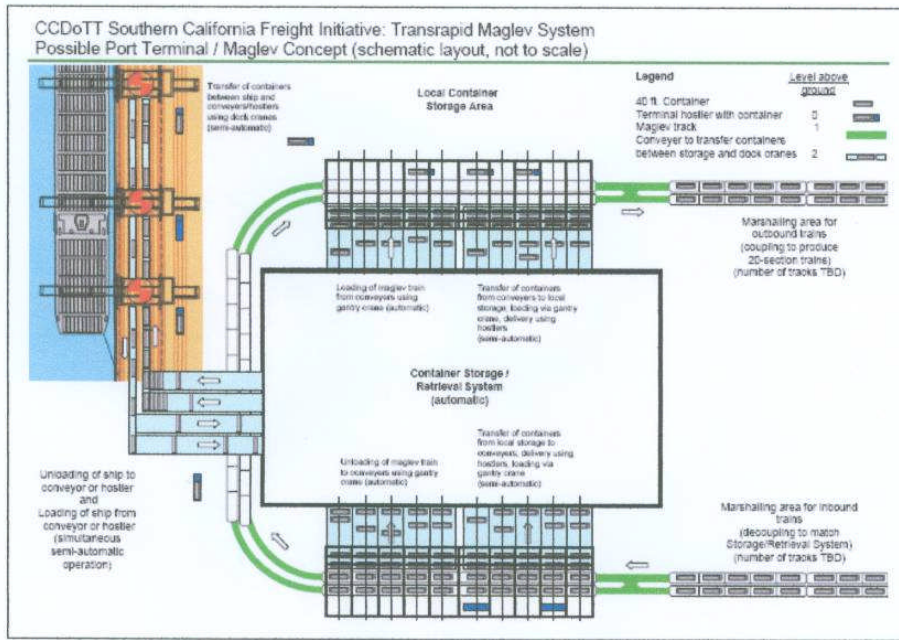 CCDoTT Southern California Freight Initiative: Transrapid Maglev System
Possible Port Terminal / Maglev Concept (schematic layout, not to scale)
Transfer of containers
between ship and
conveyers/hostlers
using dock cranes
(semi-automatic)
Local Container
Storage Area
Legend
Level above
ground
40 ft. Container
Terminal hostler with container
0
Maglev track
1
Conveyer to transfer containers
between storage and dock cranes
2
Marshalling area for
outbound trains
(coupling to produce
20-section trains)
(number of tracks TBD)
Loading of maglev train
from conveyers using
gantry crane (automatic)
Transfer of containers
from conveyers to local
storage, loading via gantry
crane, delivery using
hostlers
(semi-automatic)
Container Storage /
Retrieval System
(automatic)
Unloading of maglev train
to conveyers using gantry
crane (automatic)
Transfer of containers
from local storage to
conveyers, delivery using
hostlers, loading via
gantry crane
(semi-automatic)
Unloading of ship to
conveyor or hostler
and
Loading of ship from
conveyor or hostler
(simultaneous
semi-automatic
operation)
Marshalling area for inbound
trains
(decoupling to match
Storage/Retrieval System)
(number of tracks TBD)